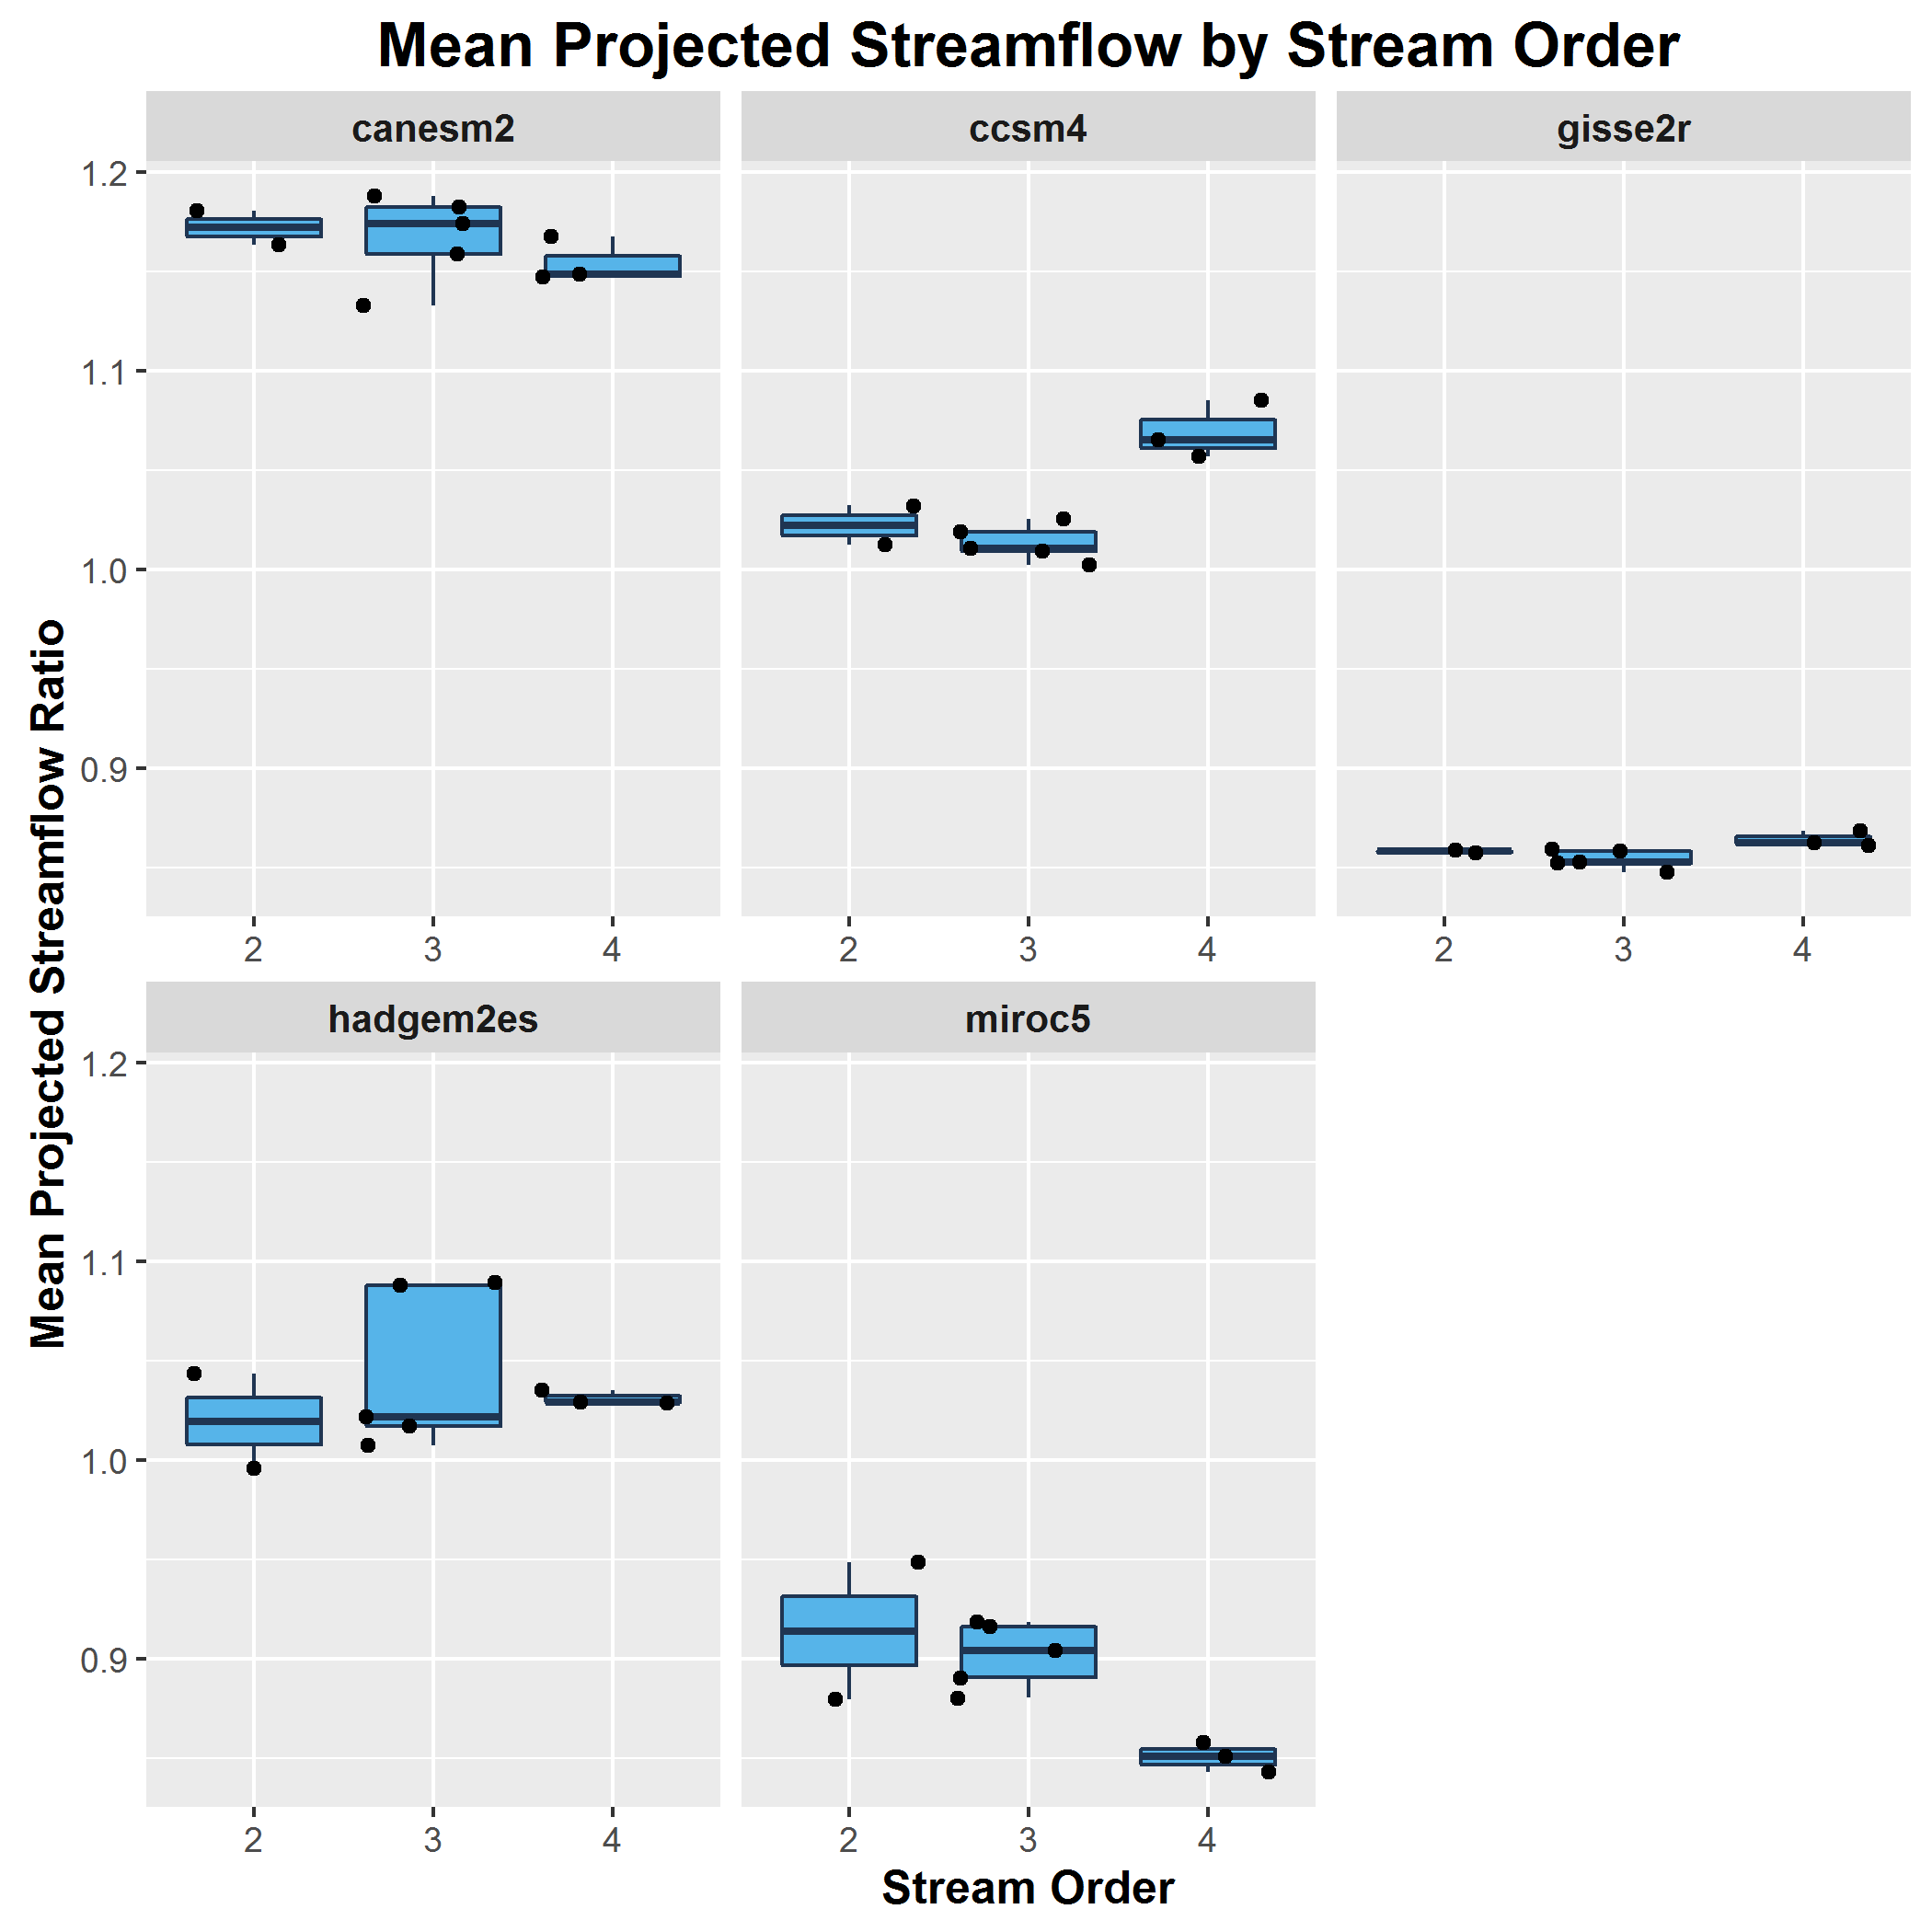 Mean Projected Streamflow by Stream Order
canesm2 ccsm4 gisse2r
1.2
1.1
1.0
0.9
2 3 4 2 3 4 2 3 4
Mean Projected Streamflow Ratio
hadgem2es miroc5
1.2
1.1
1.0
0.9
2 3 4 2 3 4
Stream Order